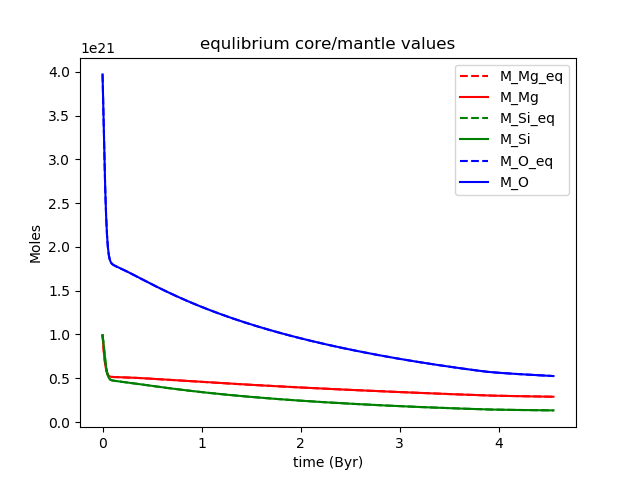 equlibrium core/mantle values
1e21
4.0
3.5
3.0
2.5
2.0
1.5
1.0
0.5
0.0
Moles
M_Mg_eq
M_Mg
M_Si_eq
M_Si
M_O_eq
M_O
0 1 2 3 4
time (Byr)